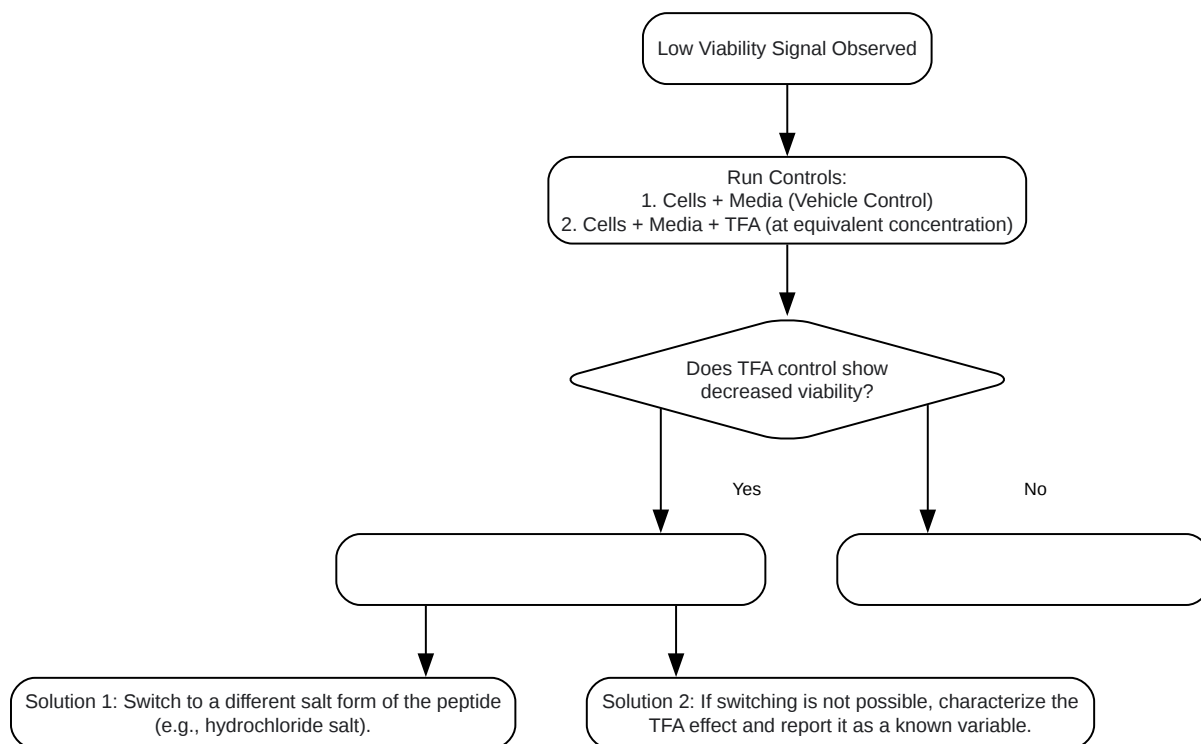 Low Viability Signal Observed
Run Controls:
1. Cells + Media (Vehicle Control)
2. Cells + Media + TFA (at equivalent concentration)
Does TFA control show
decreased viability?
Yes
No
Solution 1: Switch to a different salt form of the peptide
(e.g., hydrochloride salt).
Solution 2: If switching is not possible, characterize the
TFA effect and report it as a known variable.